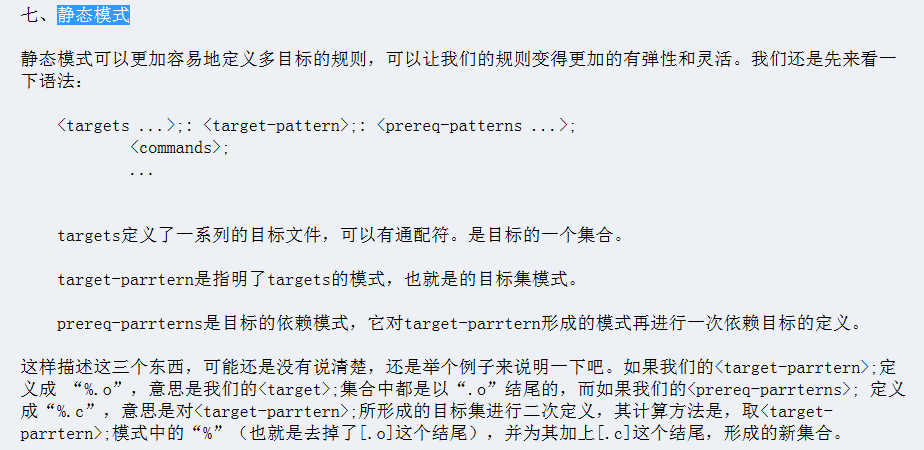 七、静态模式
静态模式可以更加容易地定义多目标的规则，可以让我们的规则变得更加的有弹性和灵活。我们还是先来看一
下语法：
<targets ...>;: <target-pattern>;: <prereq-patterns ...>;
<commands>;
...
targets定义了一系列的目标文件，可以有通配符。是目标的一个集合。
target-parrtern是指明了targets的模式，也就是的目标集模式。
prereq-parrterns是目标的依赖模式，它对target-parrtern形成的模式再进行一次依赖目标的定义。
这样描述这三个东西，可能还是没有说清楚，还是举个例子来说明一下吧。如果我们的<target-parrtern>;定
义成 “%.o”，意思是我们的<target>;集合中都是以“.o”结尾的，而如果我们的<prereq-parrterns>; 定义
成“%.c”，意思是对<target-parrtern>;所形成的目标集进行二次定义，其计算方法是，取<target-
parrtern>;模式中的“%”（也就是去掉了[.o]这个结尾），并为其加上[.c]这个结尾，形成的新集合。